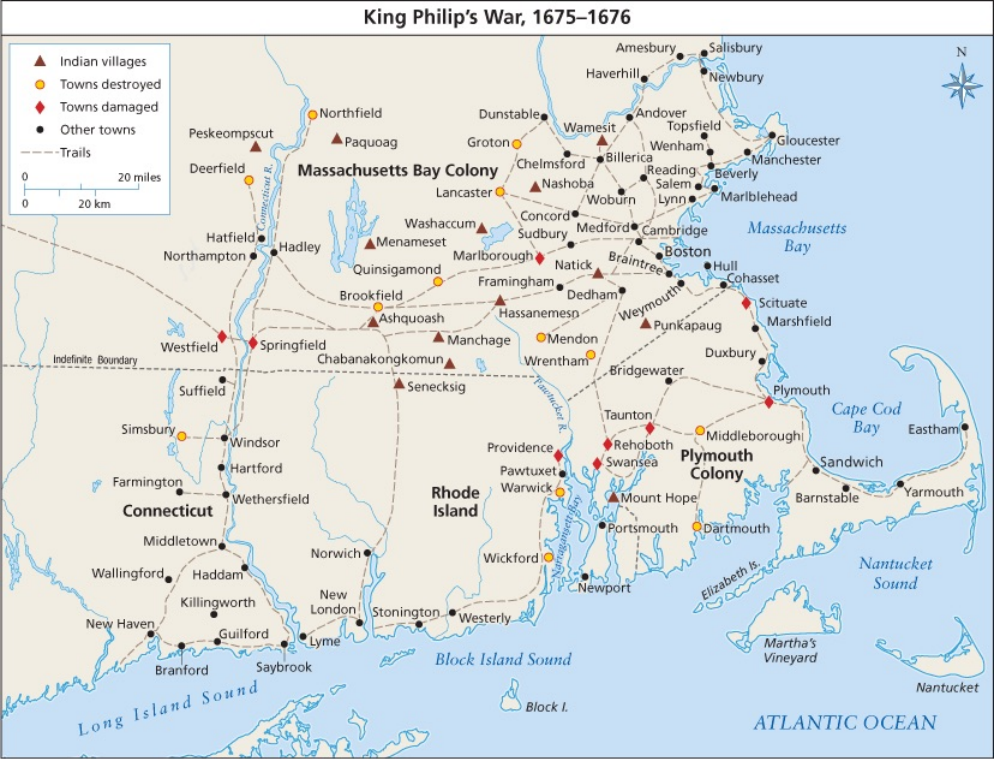 King Philip's War, 1675–1676
Indian villages
Towns destroyed
Towns damaged
Other towns
Trails
0 20 miles
0 20 km
N
Amesbury
Salisbury
Haverhill
Newbury
Northfield
Dunstable
Andover
Peskeompscut
Paquoag
Wamesit
Topsfield
Gloucester
Groton
Wenham
Deerfield
Massachusetts Bay Colony
Chelmsford
Billerica
Manchester
Reading
Beverly
Lancaster
Nashoba
Salem
Woburn
Lynn
Marlblehead
Connecticut R.
Washaccum
Concord
Medford
Cambridge
Massachusetts
Bay
Hatfield
Hadley
Menameset
Sudbury
Northampton
Marlborough
Boston
Natick
Braintree
Hull
Quinsigamond
Framingham
Cohasset
Brookfield
Dedham
Weymouth
Scituate
Ashquoash
Hassanemesn
Punkapaug
Marshfield
Westfield
Springfield
Manchage
Mendon
Indefinite Boundary
Chabanakongkomun
Wrentham
Duxbury
Suffield
Senecksig
Bridgewater
Pawtucket R.
Plymouth
Cape Cod
Bay
Taunton
Simsbury
Windsor
Middleborough
Eastham
Providence
Rehoboth
Plymouth
Colony
Hartford
Pawtuxet
Swansea
Sandwich
Farmington
Wethersfield
Rhode
Island
Warwick
Mount Hope
Barnstable
Yarmouth
Connecticut
Narragansett Bay
Portsmouth
Dartmouth
Middletown
Norwich
Wickford
Wallingford
Haddam
Newport
Elizabeth Is.
Nantucket
Sound
Killingworth
New
London
Stonington
Westerly
New Haven
Guilford
Lyme
Martha's
Vineyard
Branford
Saybrook
Block Island Sound
Nantucket
Long Island Sound
Block I.
ATLANTIC OCEAN